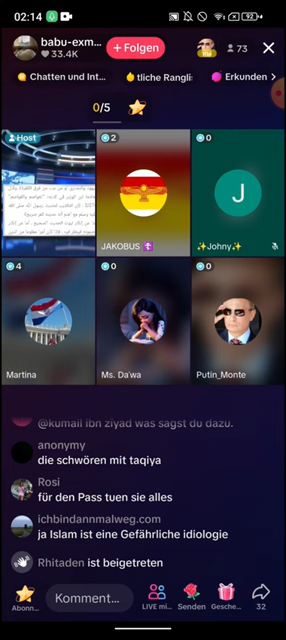 02:14
92
babu-exm...
33.4K
+ Folgen
73
Chatten und Int...
tliche Rangli
Erkunden >
0/5
Host
2
JAKOBUS
0
J
✨Johny✨
4
Martina
0
Ms. Da'wa
0
Putin_Monte
@kumail ibn ziyad was sagst du dazu.
anonymy
die schwören mit taqiya
Rosi
für den Pass tuen sie alles
ichbindannmalweg.com
ja Islam ist eine Gefährliche idiologie
Rhitaden ist beigetreten
Komment...
Abonn...
LIVE mi...
Senden
Gesche...
32